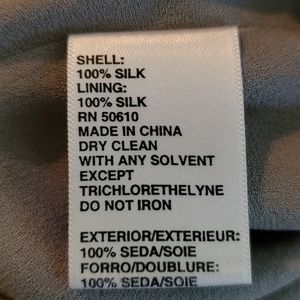 SHELL:
100% SILK
LINING:
100% SILK
RN 50610
MADE IN CHINA
DRY CLEAN
WITH ANY SOLVENT
EXCEPT
TRICHLORETHELYNE
DO NOT IRON
EXTERIOR/EXTERIEUR:
100% SEDA/SOIE
FORRO/DOUBLURE:
100% SEDA/SOIE